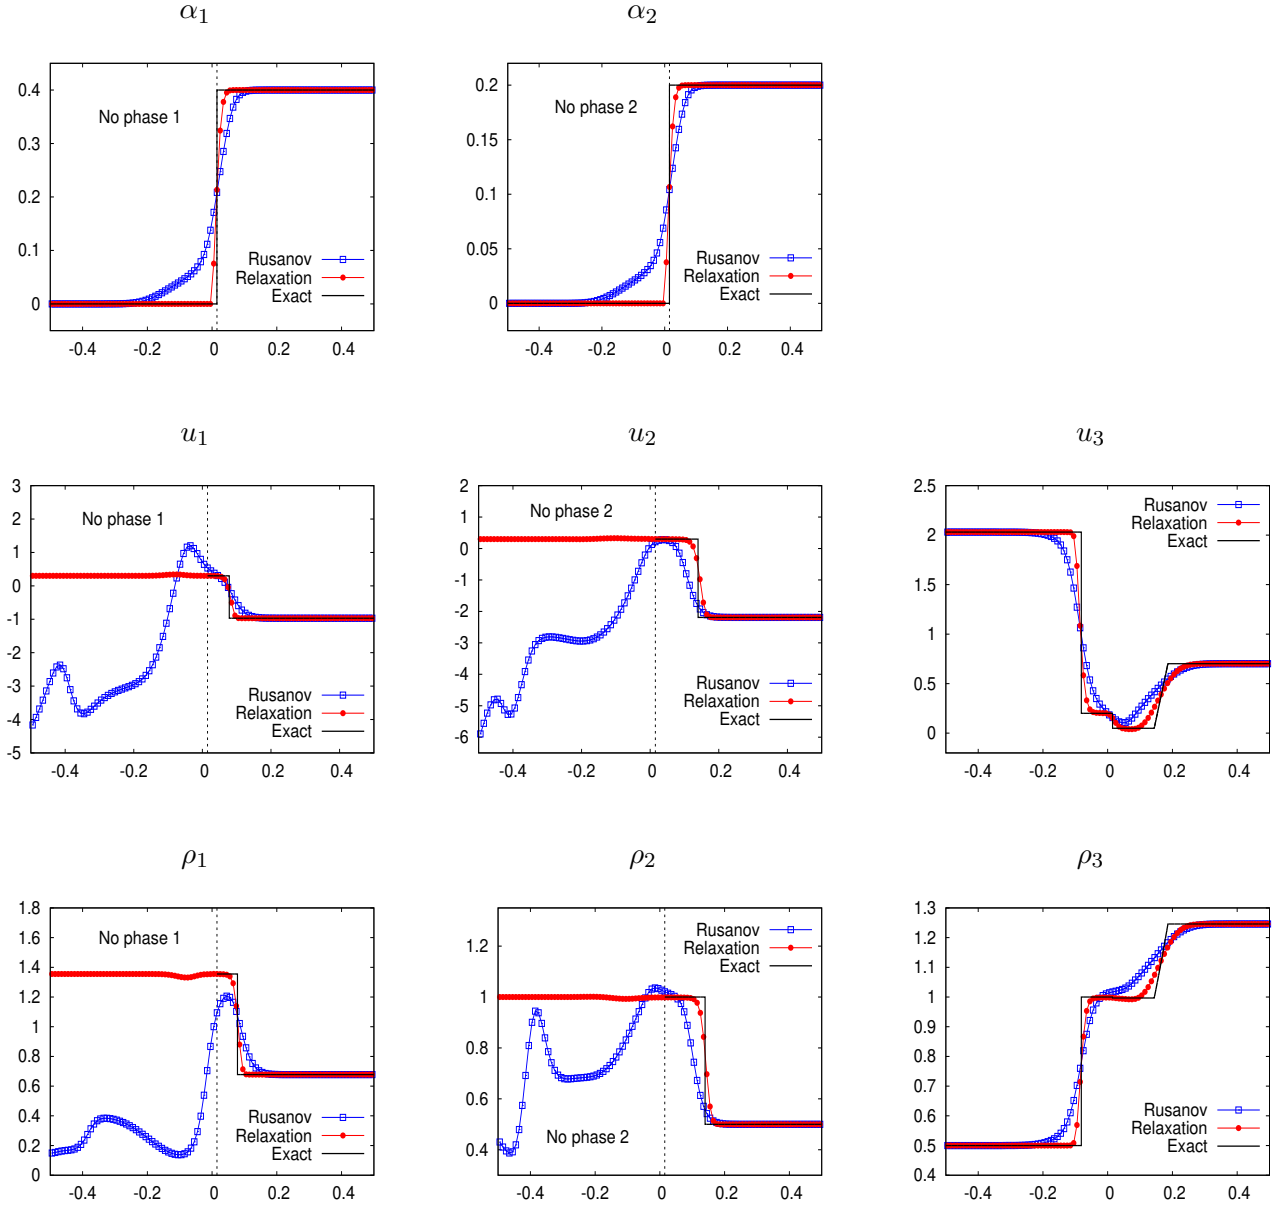 α1
α2
0.4
0.3
0.2
0.1
0
-0.4 -0.2 0 0.2 0.4
No phase 1
Rusanov
Relaxation
Exact
0.2
0.15
0.1
0.05
0
-0.4 -0.2 0 0.2 0.4
No phase 2
Rusanov
Relaxation
Exact
u1
u2
u3
3
2
1
0
-1
-2
-3
-4
-5
-0.4 -0.2 0 0.2 0.4
No phase 1
Rusanov
Relaxation
Exact
2
1
0
-1
-2
-3
-4
-5
-6
-0.4 -0.2 0 0.2 0.4
No phase 2
Rusanov
Relaxation
Exact
2.5
2
1.5
1
0.5
0
-0.4 -0.2 0 0.2 0.4
Rusanov
Relaxation
Exact
ρ1
ρ2
ρ3
1.8
1.6
1.4
1.2
1
0.8
0.6
0.4
0.2
0
-0.4 -0.2 0 0.2 0.4
No phase 1
Rusanov
Relaxation
Exact
1.2
1
0.8
0.6
0.4
-0.4 -0.2 0 0.2 0.4
Rusanov
Relaxation
Exact
No phase 2
1.3
1.2
1.1
1
0.9
0.8
0.7
0.6
0.5
0.4
-0.4 -0.2 0 0.2 0.4
Rusanov
Relaxation
Exact